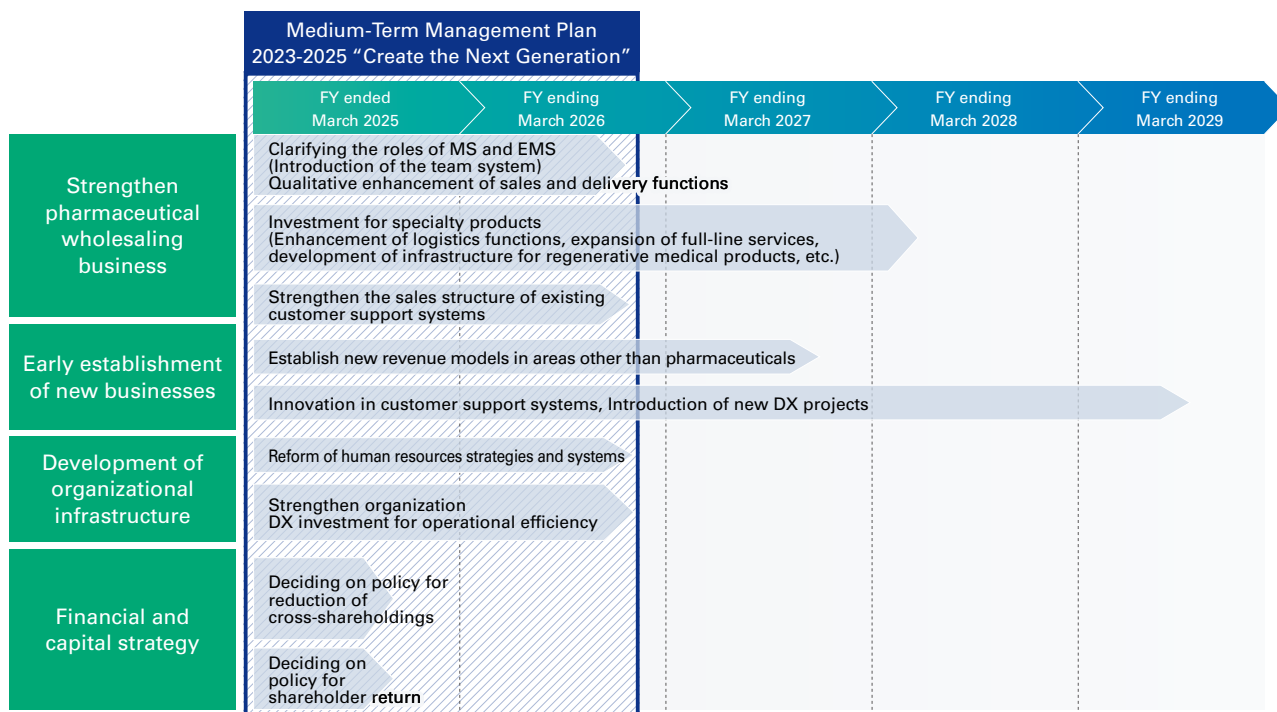 Medium-Term Management Plan
2023-2025 “Create the Next Generation”
FY ended
March 2025
FY ending
March 2026
FY ending
March 2027
FY ending
March 2028
FY ending
March 2029
Strengthen
pharmaceutical
wholesaling
business
Clarifying the roles of MS and EMS
(Introduction of the team system)
Qualitative enhancement of sales and delivery functions
Investment for specialty products
(Enhancement of logistics functions, expansion of full-line services,
development of infrastructure for regenerative medical products, etc.)
Strengthen the sales structure of existing
customer support systems
Early establishment
of new businesses
Establish new revenue models in areas other than pharmaceuticals
Innovation in customer support systems, Introduction of new DX projects
Development of
organizational
infrastructure
Reform of human resources strategies and systems
Strengthen organization
DX investment for operational efficiency
Financial and
capital strategy
Deciding on policy for
reduction of
cross-shareholdings
Deciding on
policy for
shareholder return